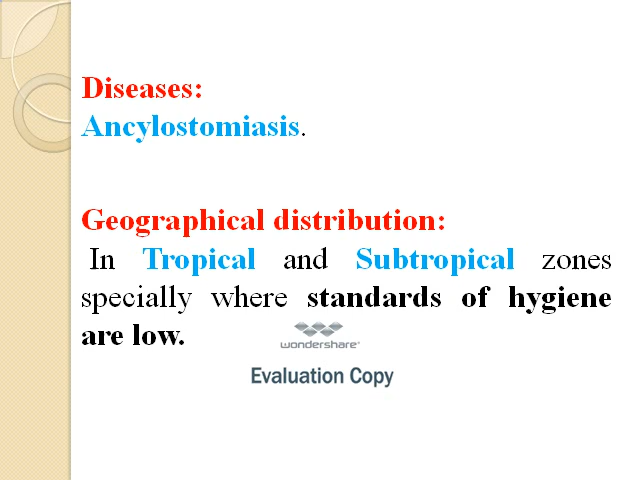 Diseases:
Ancylostomiasis.
Geographical distribution:
In Tropical and Subtropical zones
specially where standards of hygiene
are low.
wondershare®
Evaluation Copy